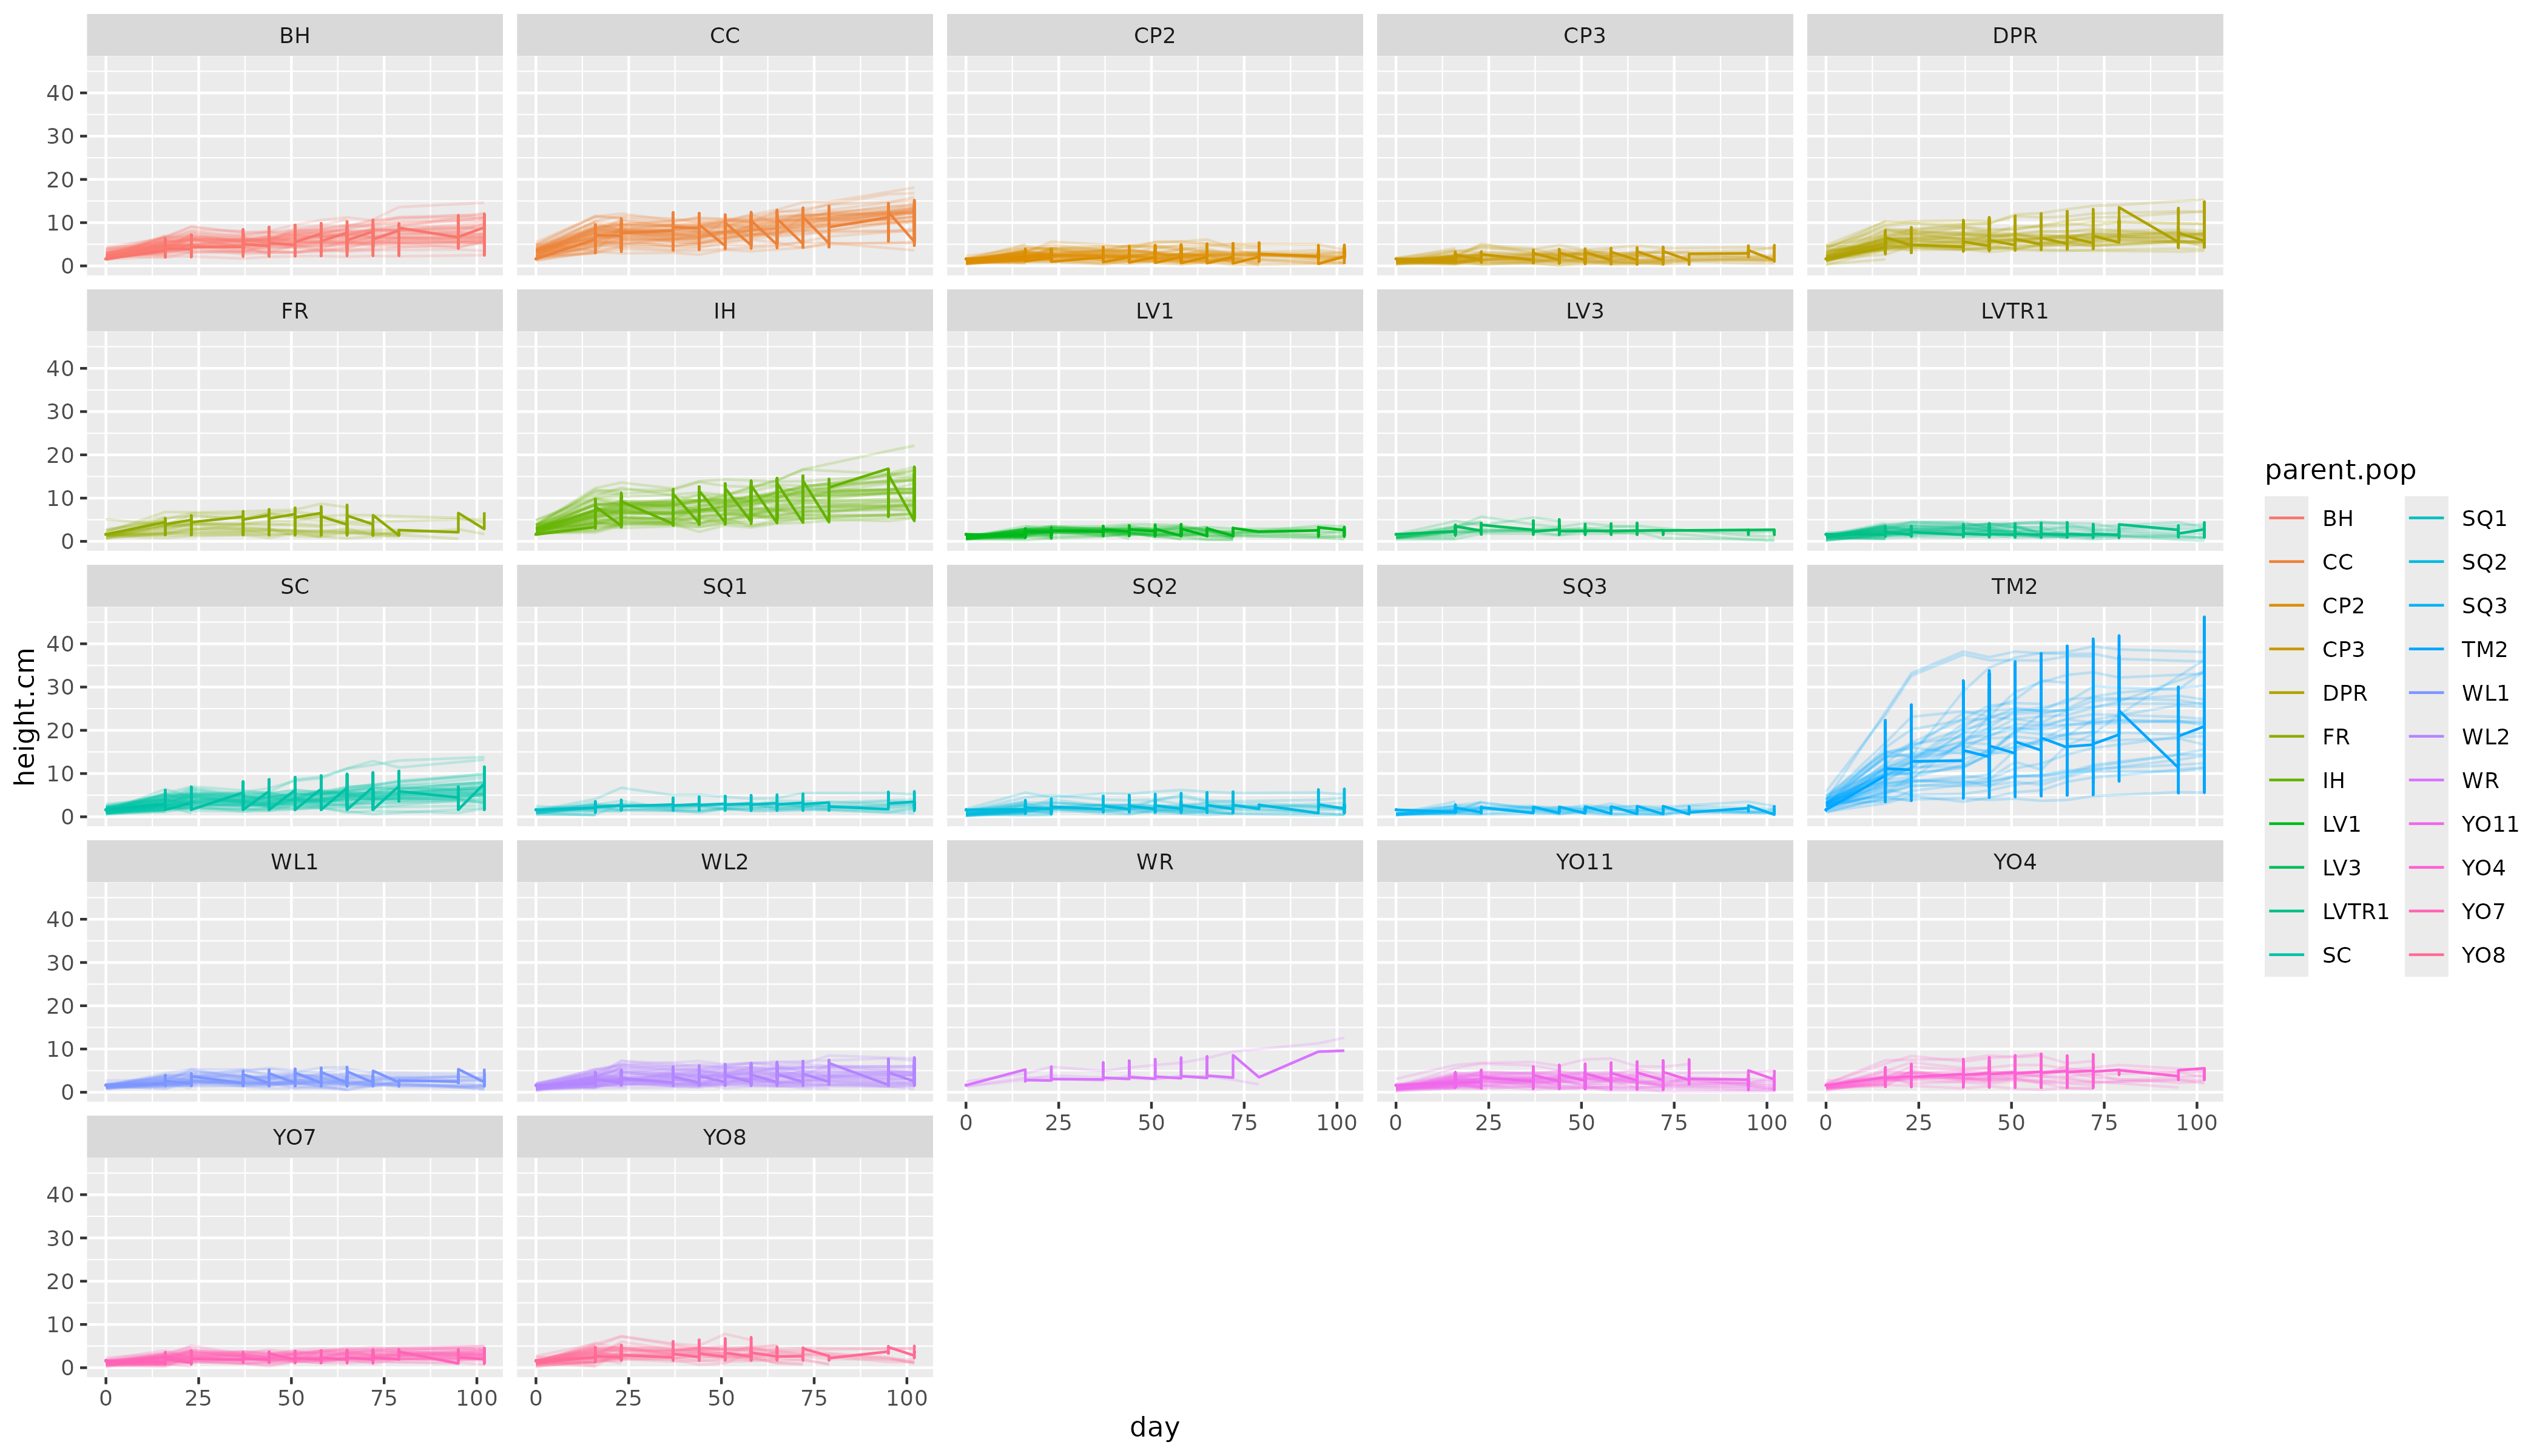 BH CC CP2 CP3 DPR
40
30
20
10
0
FR IH LV1 LV3 LVTR1
40
30
20
10
0
SC SQ1 SQ2 SQ3 TM2
40
30
20
10
0
WL1 WL2 WR YO11 YO4
40
30
20
10
0
0 25 50 75 100 0 25 50 75 100 0 25 50 75 100
YO7 YO8
40
30
20
10
0
0 25 50 75 100 0 25 50 75 100
day
height.cm
parent.pop
BH SQ1
CC SQ2
CP2 SQ3
CP3 TM2
DPR WL1
FR WL2
IH WR
LV1 YO11
LV3 YO4
LVTR1 YO7
SC YO8